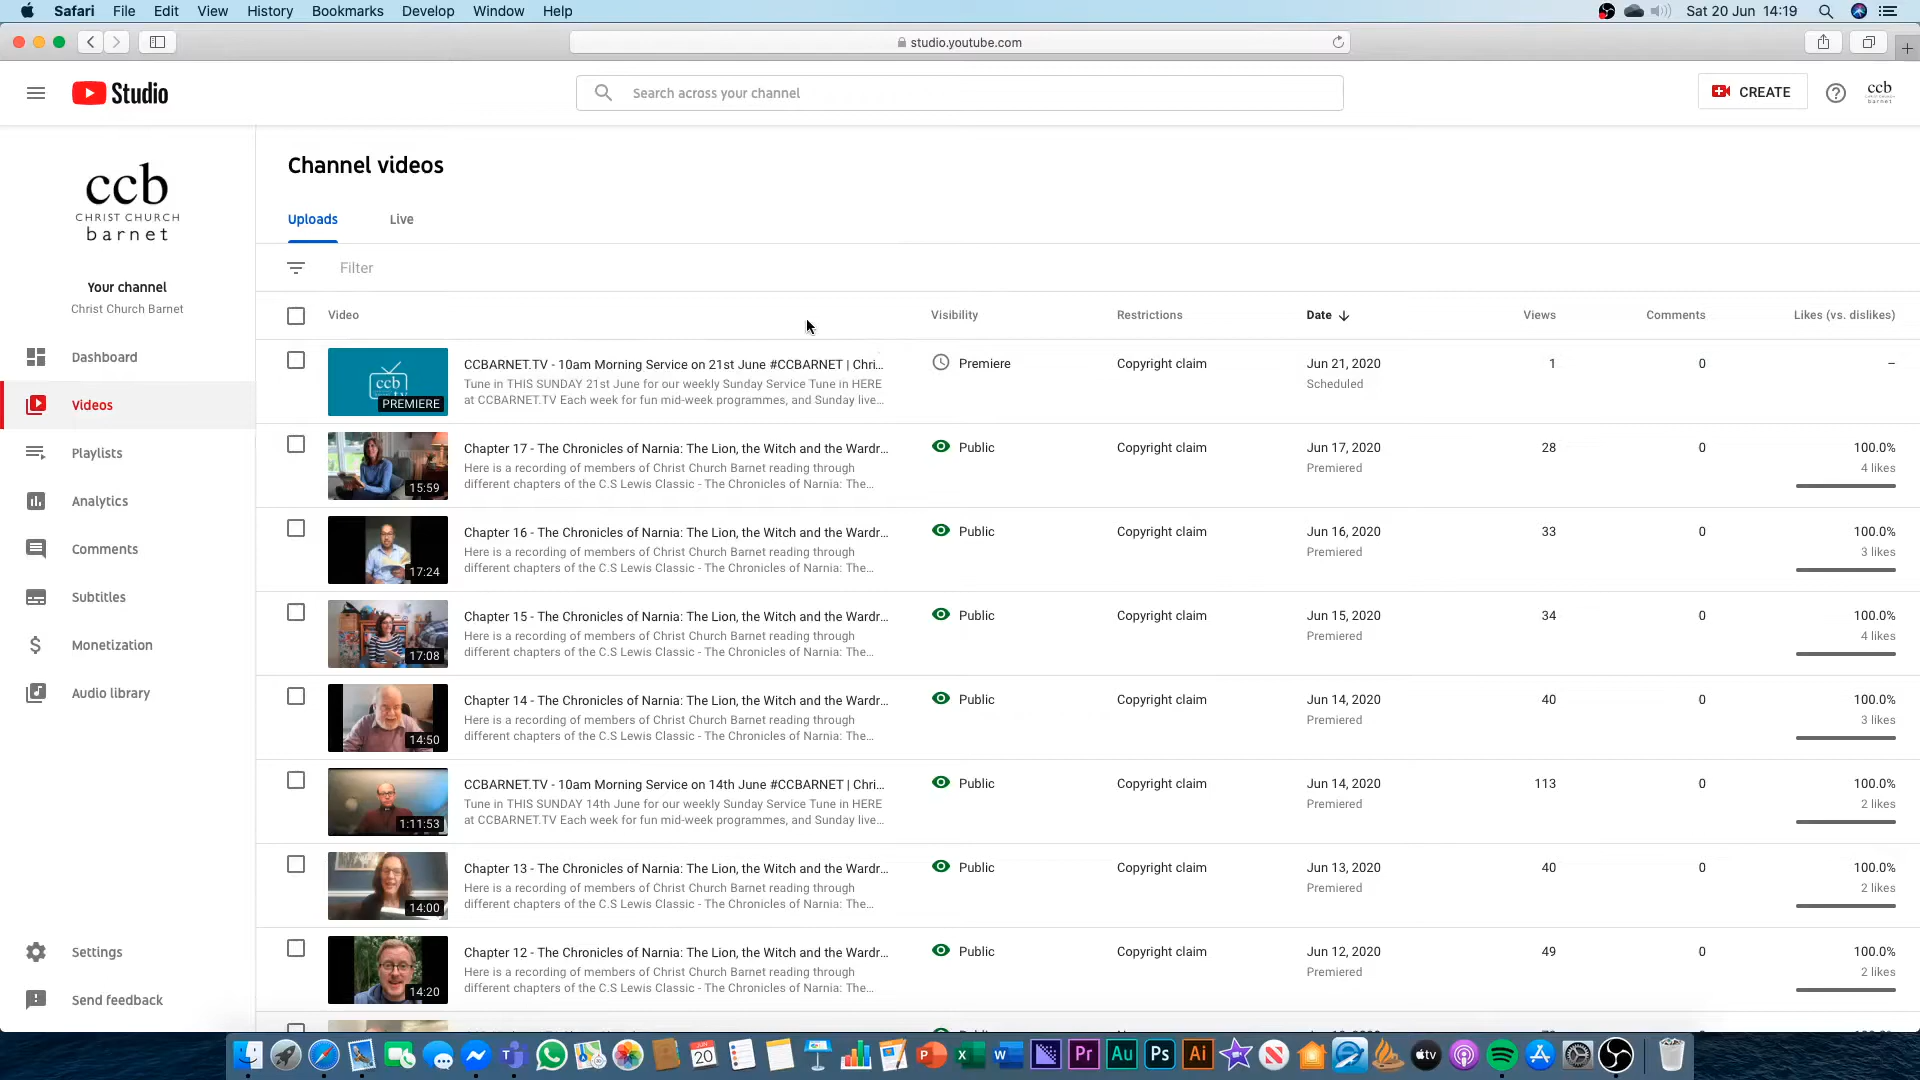 Safari File Edit View History Bookmarks Develop Window Help Sat 20 Jun 14:19
studio.youtube.com
Studio Search across your channel CREATE ccb
ccb
CHRIST CHURCH
barnet
Your channel
Christ Church Barnet
Dashboard
Videos
Playlists
Analytics
Comments
Subtitles
Monetization
Audio library
Settings
Send feedback
Channel videos
Uploads Live
Filter
Video Visibility Restrictions Date Views Comments Likes (vs. dislikes)
ccb
PREMIERE
CCBARNET.TV - 10am Morning Service on 21st June #CCBARNET | Chri... Premiere Copyright claim Jun 21, 2020 1 0 –
Tune in THIS SUNDAY 21st June for our weekly Sunday Service Tune in HERE Scheduled
at CCBARNET.TV Each week for fun mid-week programmes, and Sunday live...
15:59
Chapter 17 - The Chronicles of Narnia: The Lion, the Witch and the Wardr... Public Copyright claim Jun 17, 2020 28 0 100.0%
Here is a recording of members of Christ Church Barnet reading through Premiered 4 likes
different chapters of the C.S Lewis Classic - The Chronicles of Narnia: The...
17:24
Chapter 16 - The Chronicles of Narnia: The Lion, the Witch and the Wardr... Public Copyright claim Jun 16, 2020 33 0 100.0%
Here is a recording of members of Christ Church Barnet reading through Premiered 3 likes
different chapters of the C.S Lewis Classic - The Chronicles of Narnia: The...
17:08
Chapter 15 - The Chronicles of Narnia: The Lion, the Witch and the Wardr... Public Copyright claim Jun 15, 2020 34 0 100.0%
Here is a recording of members of Christ Church Barnet reading through Premiered 4 likes
different chapters of the C.S Lewis Classic - The Chronicles of Narnia: The...
14:50
Chapter 14 - The Chronicles of Narnia: The Lion, the Witch and the Wardr... Public Copyright claim Jun 14, 2020 40 0 100.0%
Here is a recording of members of Christ Church Barnet reading through Premiered 3 likes
different chapters of the C.S Lewis Classic - The Chronicles of Narnia: The...
1:11:53
CCBARNET.TV - 10am Morning Service on 14th June #CCBARNET | Chri... Public Copyright claim Jun 14, 2020 113 0 100.0%
Tune in THIS SUNDAY 14th June for our weekly Sunday Service Tune in HERE Premiered 2 likes
at CCBARNET.TV Each week for fun mid-week programmes, and Sunday live...
14:00
Chapter 13 - The Chronicles of Narnia: The Lion, the Witch and the Wardr... Public Copyright claim Jun 13, 2020 40 0 100.0%
Here is a recording of members of Christ Church Barnet reading through Premiered 2 likes
different chapters of the C.S Lewis Classic - The Chronicles of Narnia: The...
14:20
Chapter 12 - The Chronicles of Narnia: The Lion, the Witch and the Wardr... Public Copyright claim Jun 12, 2020 49 0 100.0%
Here is a recording of members of Christ Church Barnet reading through Premiered 2 likes
different chapters of the C.S Lewis Classic - The Chronicles of Narnia: The...
JUN 20 P X W Pr Au Ps Ai tv